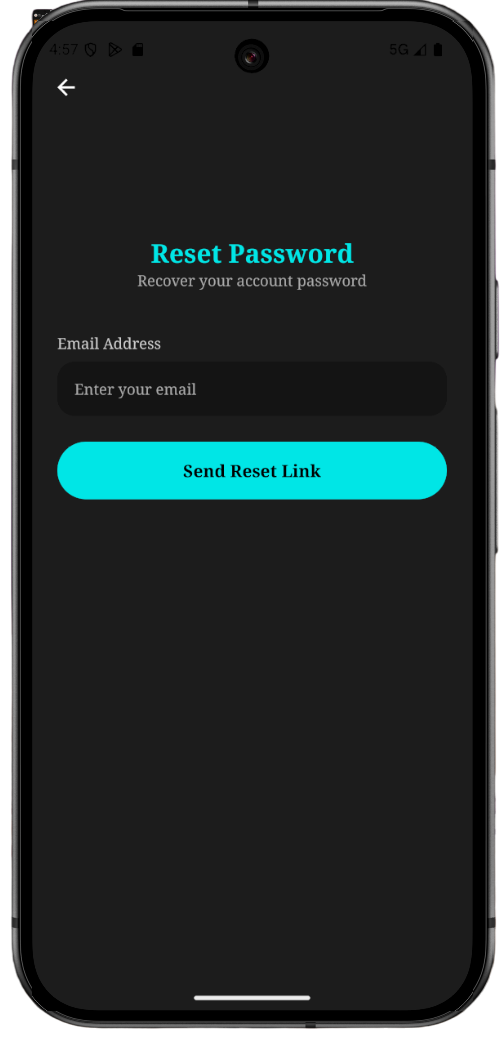 4:57 5G
Reset Password
Recover your account password
Email Address
Enter your email
Send Reset Link